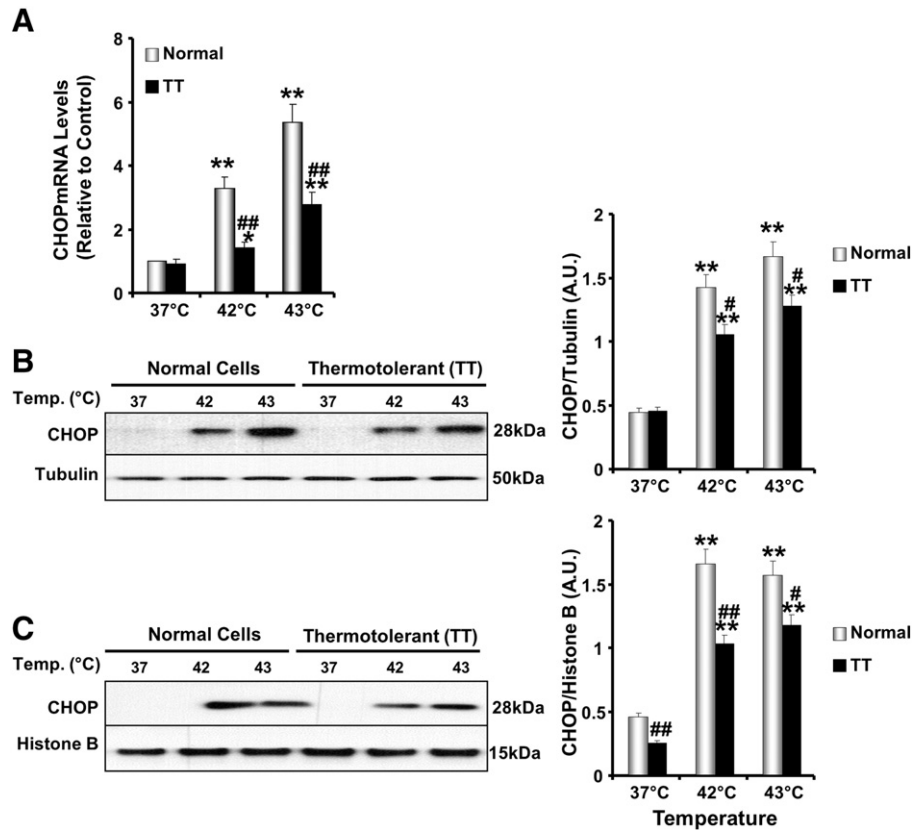 A
CHOPmRNA Levels
(Relative to Control)
8
6
4
2
0
Normal
TT
**
##
*
**
##
**
37°C 42°C 43°C
B
Normal Cells Thermotolerant (TT)
Temp. (°C) 37 42 43 37 42 43
CHOP 28kDa
Tubulin 50kDa
CHOP/Tubulin (A.U.)
2
1.5
1
0.5
0
**
#
**
**
#
**
Normal
TT
37°C 42°C 43°C
C
Normal Cells Thermotolerant (TT)
Temp. (°C) 37 42 43 37 42 43
CHOP 28kDa
Histone B 15kDa
CHOP/Histone B (A.U.)
2
1.5
1
0.5
0
##
**
##
**
**
#
**
Normal
TT
37°C 42°C 43°C
Temperature